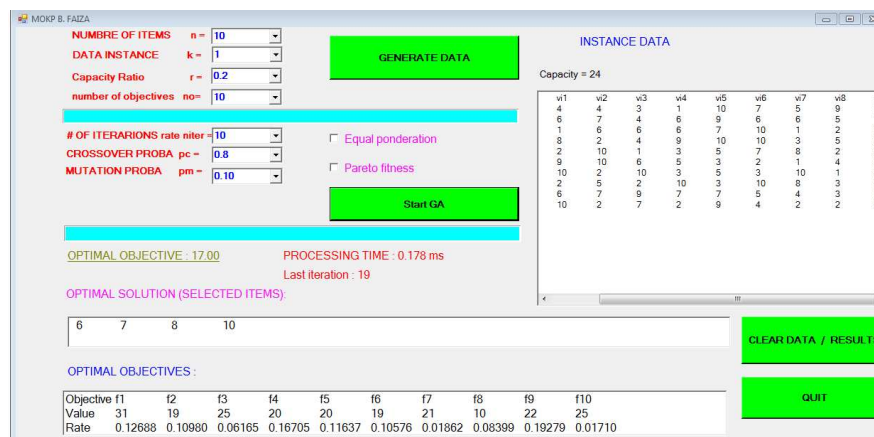 MOKP B. FAIZA
NUMBRE OF ITEMS n = 10
DATA INSTANCE k = 1
Capacity Ratio r = 0.2
number of objectives no= 10
GENERATE DATA
# OF ITERARIONS rate niter = 10
CROSSOVER PROBA pc = 0.8
MUTATION PROBA pm = 0.10
Equal ponderation
Pareto fitness
Start GA
INSTANCE DATA
Capacity = 24
vi1 vi2 vi3 vi4 vi5 vi6 vi7 vi8
4 4 3 1 10 7 5 9
6 7 4 6 9 6 6 5
1 6 6 6 7 10 1 2
8 2 4 9 10 10 3 5
2 10 1 3 5 7 8 2
9 10 6 5 3 2 1 4
10 2 10 3 5 3 10 1
2 5 2 10 3 10 8 3
6 7 9 7 7 5 4 3
10 2 7 2 9 4 2 2
OPTIMAL OBJECTIVE : 17.00
PROCESSING TIME : 0.178 ms
Last iteration : 19
OPTIMAL SOLUTION (SELECTED ITEMS):
6 7 8 10
CLEAR DATA / RESULT
OPTIMAL OBJECTIVES :
Objective f1 f2 f3 f4 f5 f6 f7 f8 f9 f10
Value 31 19 25 20 20 19 21 10 22 25
Rate 0.12688 0.10980 0.06165 0.16705 0.11637 0.10576 0.01862 0.08399 0.19279 0.01710
QUIT